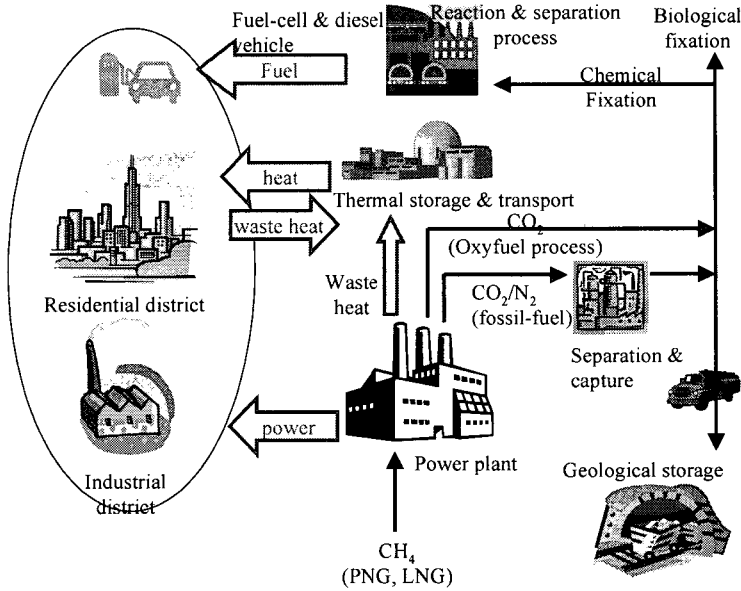 Fuel-cell & diesel
vehicle
Fuel
Reaction & separation
process
Biological
fixation
Chemical
Fixation
heat
Thermal storage & transport
waste heat
CO₂
(Oxyfuel process)
Waste
heat
CO₂/N₂
(fossil-fuel)
Residential district
Separation &
capture
power
Power plant
Industrial
district
Geological storage
CH₄
(PNG, LNG)